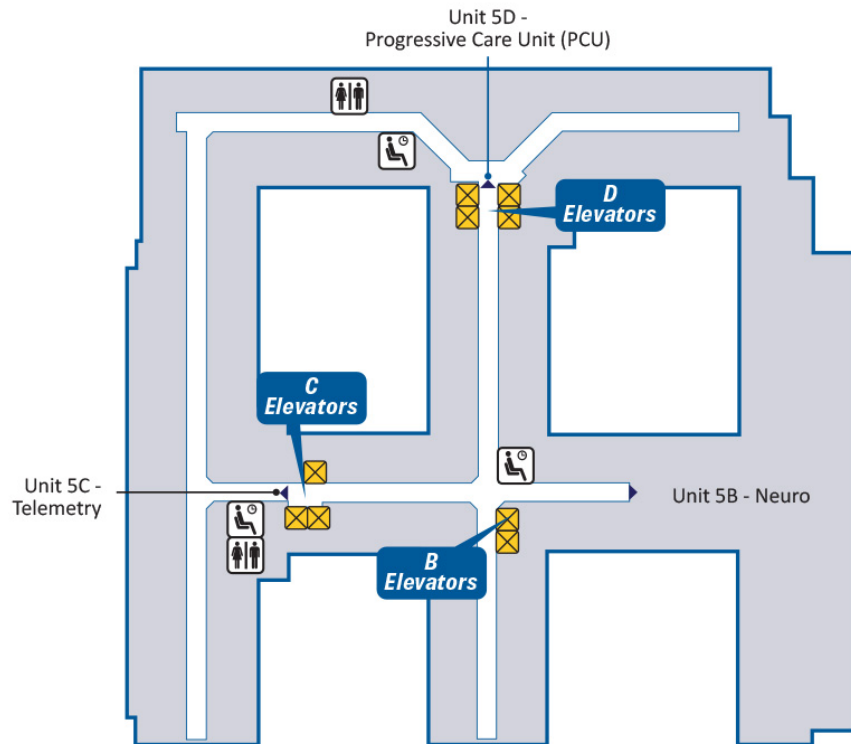 Unit 5D -
Progressive Care Unit (PCU)
D
Elevators
C
Elevators
Unit 5C -
Telemetry
Unit 5B - Neuro
B
Elevators